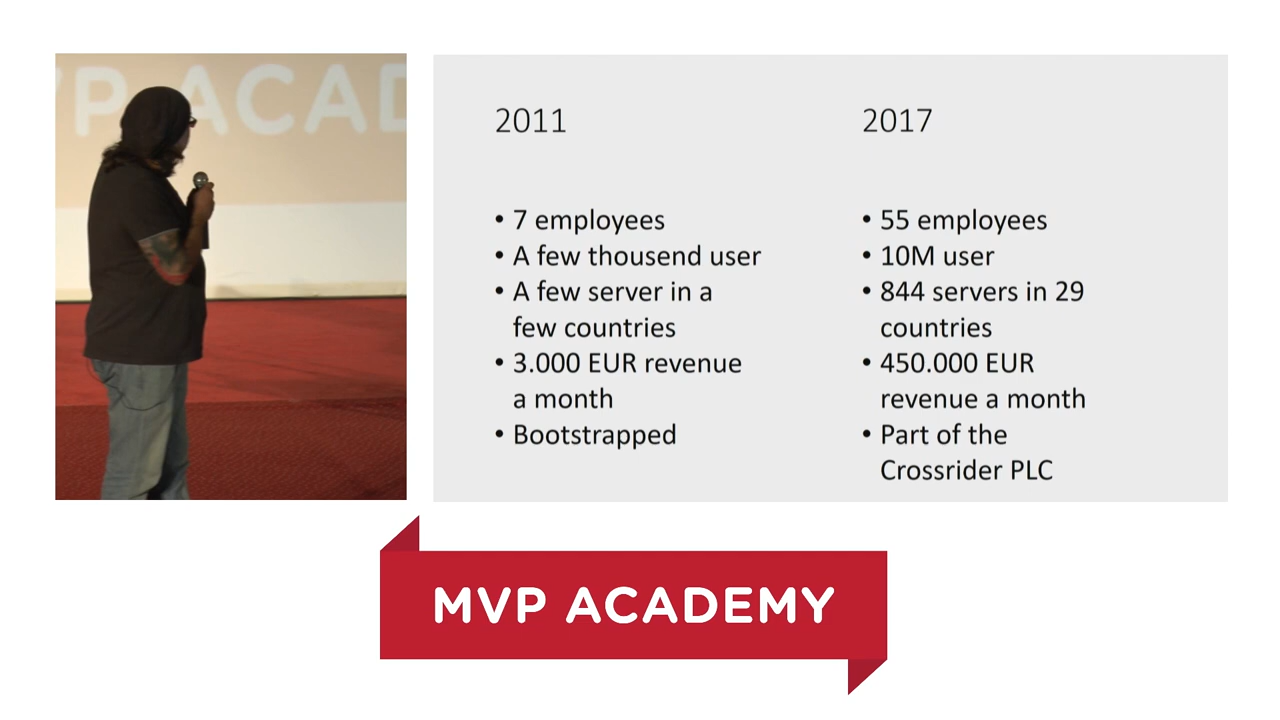 VP ACAD
2011
2017
• 7 employees
• A few thousend user
• A few server in a
few countries
• 3.000 EUR revenue
a month
• Bootstrapped
• 55 employees
• 10M user
• 844 servers in 29
countries
• 450.000 EUR
revenue a month
• Part of the
Crossrider PLC
MVP ACADEMY